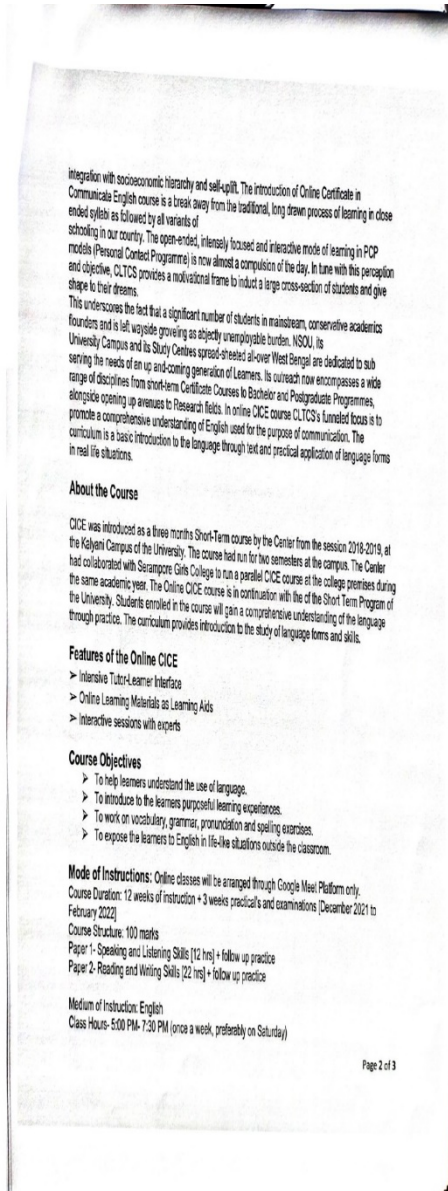 integration with socioeconomic hierarchy and self-uplift. The introduction of Online Certificate in
Communicate English course is a break away from the traditional, long drawn process of learning in close
ended syllabi as followed by all variants of
schooling in our country. The open-ended, intensely focused and interactive mode of learning in PCP
models (Personal Contact Programme) is now almost a compulsion of the day. In tune with this perception
and objective, CLTCS provides a motivational frame to induct a large cross-section of students and give
shape to their dreams.
This underscores the fact that a significant number of students in mainstream, conservative academics
flounders and is left wayside groveling as abjectly unemployable burden. NSOU, its
University Campus and its Study Centres spread-sheeted all-over West Bengal are dedicated to sub
serving the needs of an up and-coming generation of Learners. Its outreach now encompasses a wide
range of disciplines from short-term Certificate Courses to Bachelor and Postgraduate Programmes,
alongside opening up avenues to Research fields. In online CICE course CLTCS's funneled focus is to
promote a comprehensive understanding of English used for the purpose of communication. The
curriculum is a basic introduction to the language through text and practical application of language forms
in real life situations.
About the Course
CICE was introduced as a three months Short-Term course by the Center from the session 2018-2019, at
the Kalyani Campus of the University. The course had run for two semesters at the campus. The Center
had collaborated with Serampore Girls College to run a parallel CICE course at the college premises during
the same academic year. The Online CICE course is in continuation with the of the Short Term Program of
the University. Students enrolled in the course will gain a comprehensive understanding of the language
through practice. The curriculum provides introduction to the study of language forms and skills.
Features of the Online CICE
➢ Intensive Tutor-Learner Interface
➢ Online Learning Materials as Learning Aids
➢ Interactive sessions with experts
Course Objectives
➢ To help learners understand the use of language.
➢ To introduce to the learners purposeful learning experiences.
➢ To work on vocabulary, grammar, pronunciation and spelling exercises.
➢ To expose the learners to English in life-like situations outside the classroom.
Mode of Instructions: Online classes will be arranged through Google Meet Platform only.
Course Duration: 12 weeks of instruction + 3 weeks practical's and examinations [December 2021 to
February 2022]
Course Structure: 100 marks
Paper 1- Speaking and Listening Skills [12 hrs] + follow up practice
Paper 2- Reading and Writing Skills [22 hrs] + follow up practice
Medium of Instruction: English
Class Hours- 5:00 PM- 7:30 PM (once a week, preferably on Saturday)
Page 2 of 3